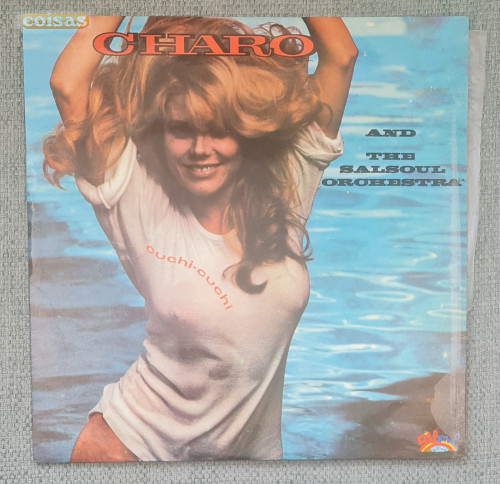 coisas
CHARO
AND
THE
SALSOUL
ORCHESTRA
cuchi-cuchi